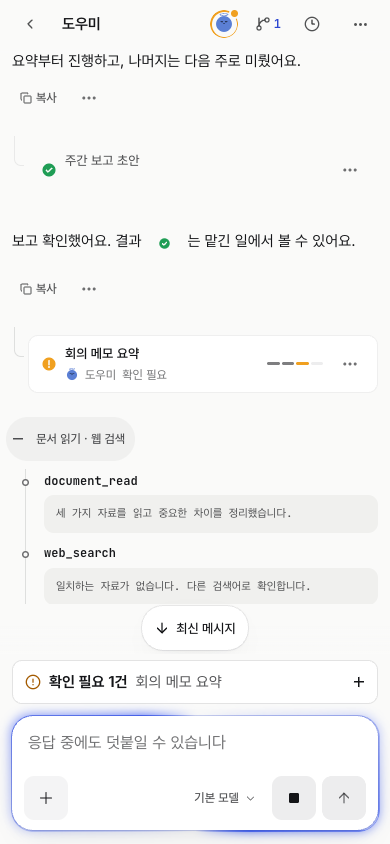 도우미
1
요약부터 진행하고, 나머지는 다음 주로 미뤘어요.
복사
주간 보고 초안
보고 확인했어요. 결과 는 맡긴 일에서 볼 수 있어요.
복사
회의 메모 요약
도우미 확인 필요
문서 읽기 · 웹 검색
document_read
세 가지 자료를 읽고 중요한 차이를 정리했습니다.
web_search
일치하는 자료가 없습니다. 다른 검색어로 확인합니다.
최신 메시지
확인 필요 1건 회의 메모 요약
응답 중에도 덧붙일 수 있습니다
기본 모델